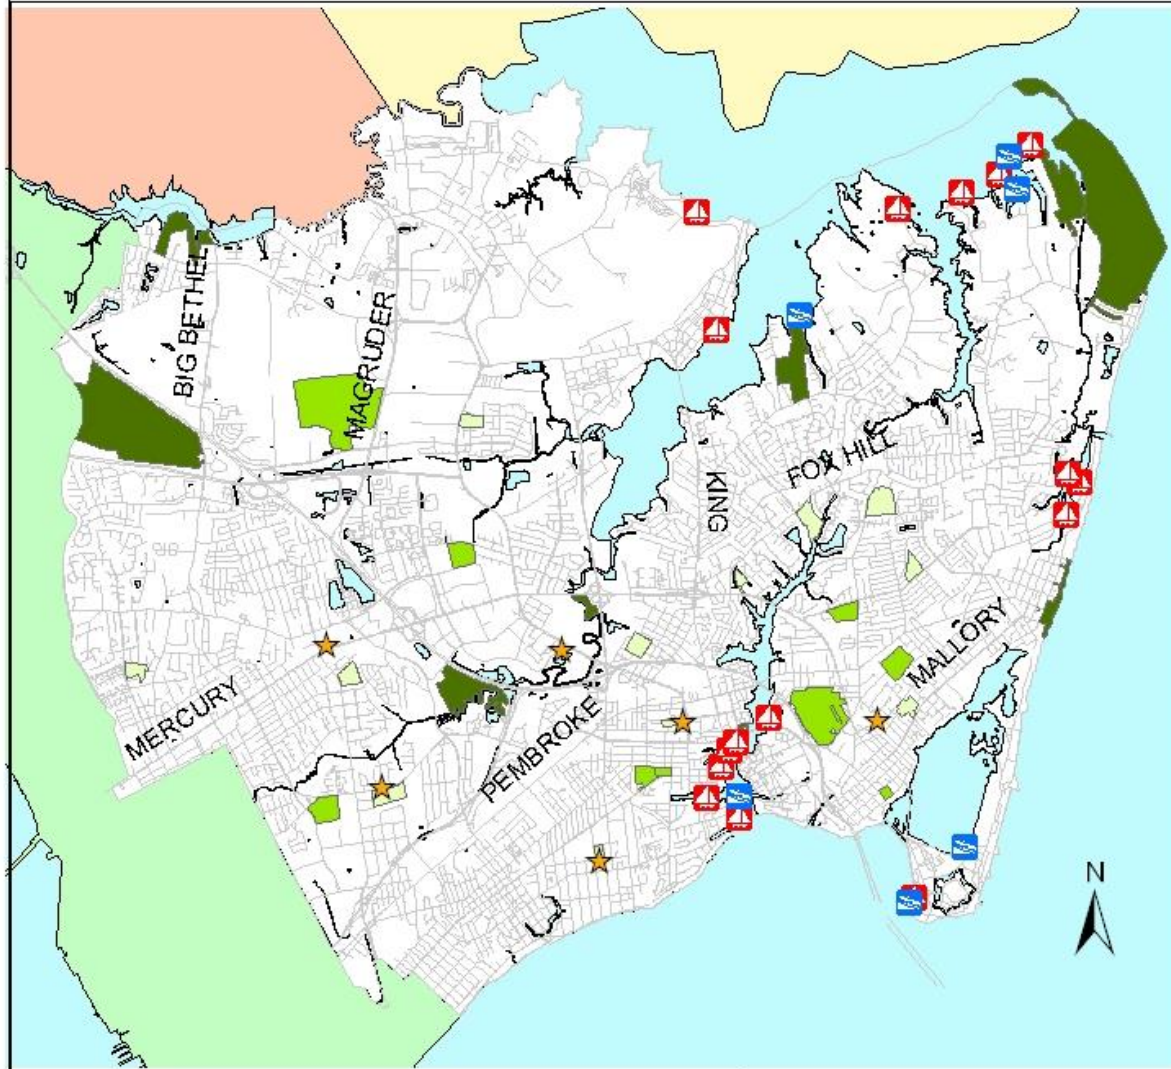 BIG BETHEL
MAGRUDER
KING
FOX HILL
MERCURY
PEMBROKE
MALLORY
N